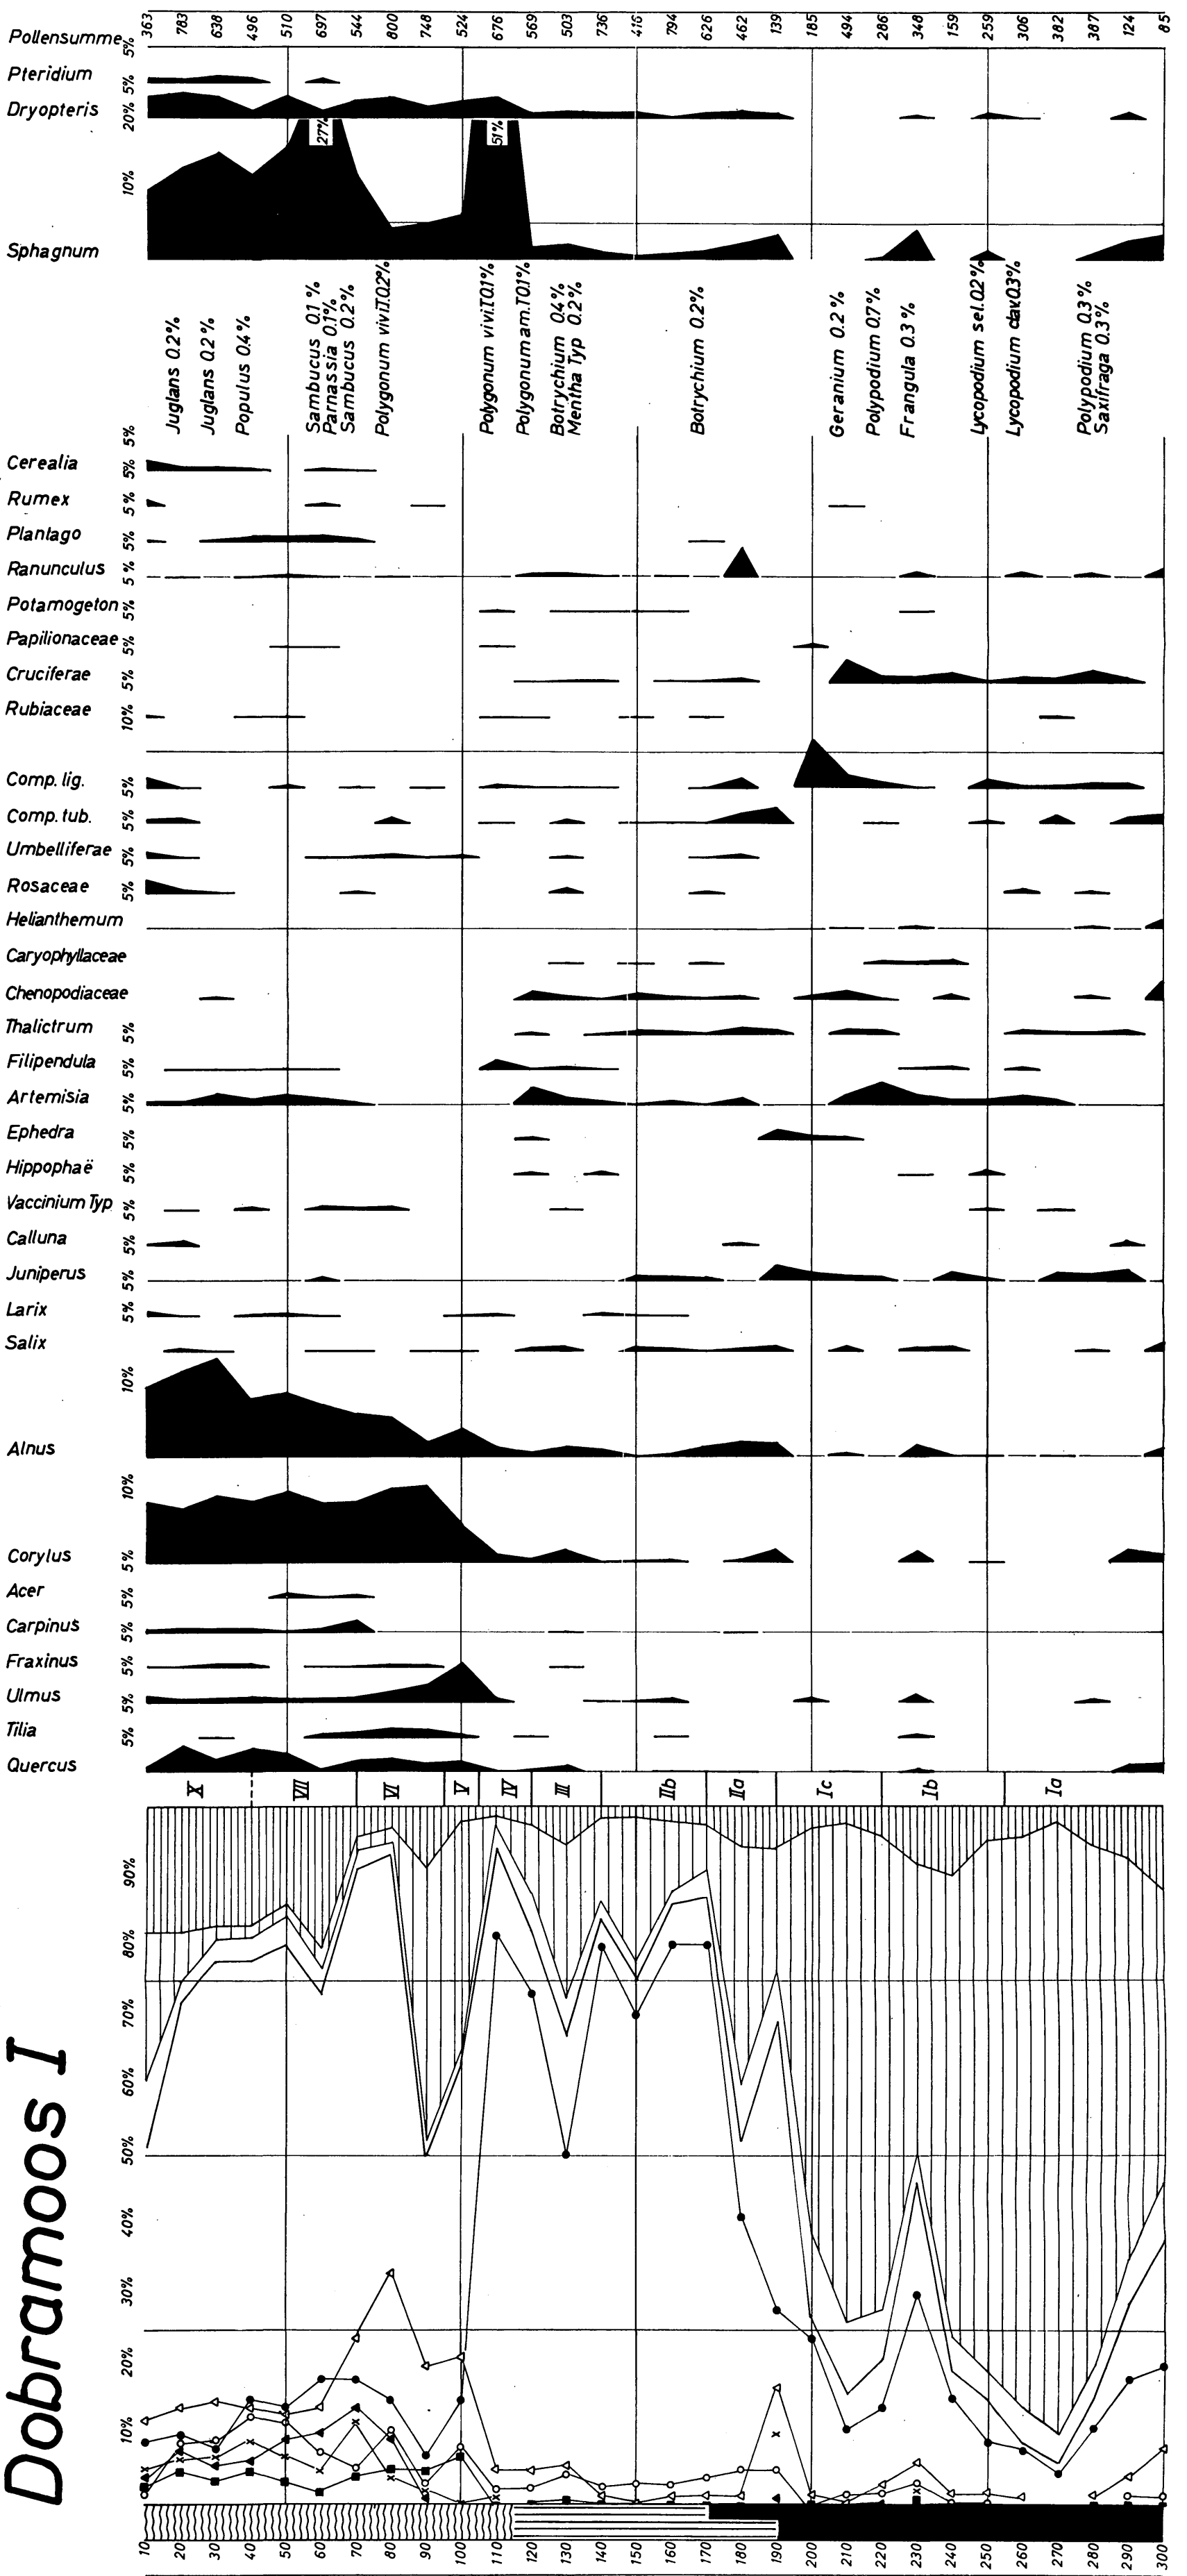 Dobramoos I
Pollensumme
363 783 638 496 510 697 544 800 748 524 676 569 503 736 416 794 626 462 139 185 494 286 348 159 259 306 382 387 124 85
5%
Pteridium
5%
Dryopteris
20%
27%
51%
10%
Sphagnum
Juglans 0.2%
Juglans 0.2%
Populus 0.4%
Sambucus 0.1%
Parnassia 0.1%
Sambucus 0.2%
Polygonum vivi.T.0.2%
Polygonum vivi.T.0.1%
Polygonum am.T.0.1%
Botrychium 0.4%
Mentha Typ 0.2%
Botrychium 0.2%
Geranium 0.2%
Polypodium 0.7%
Frangula 0.3%
Lycopodium sel.0.2%
Lycopodium clav.0.3%
Polypodium 0.3%
Saxifraga 0.3%
5%
Cerealia
5%
Rumex
5%
Plantago
5%
Ranunculus
5%
Potamogeton
5%
Papilionaceae
5%
Cruciferae
5%
Rubiaceae
10%
Comp. lig.
5%
Comp. tub.
5%
Umbelliferae
5%
Rosaceae
5%
Helianthemum
Caryophyllaceae
Chenopodiaceae
Thalictrum
5%
Filipendula
5%
Artemisia
5%
Ephedra
5%
Hippophaë
5%
Vaccinium Typ
5%
Calluna
5%
Juniperus
5%
Larix
5%
Salix
10%
Alnus
10%
Corylus
5%
Acer
5%
Carpinus
5%
Fraxinus
5%
Ulmus
5%
Tilia
5%
Quercus
X VII VI V IV III IIb IIa Ic Ib Ia
90%
80%
70%
60%
50%
40%
30%
20%
10%
10 20 30 40 50 60 70 80 90 100 110 120 130 140 150 160 170 180 190 200 210 220 230 240 250 260 270 280 290 300